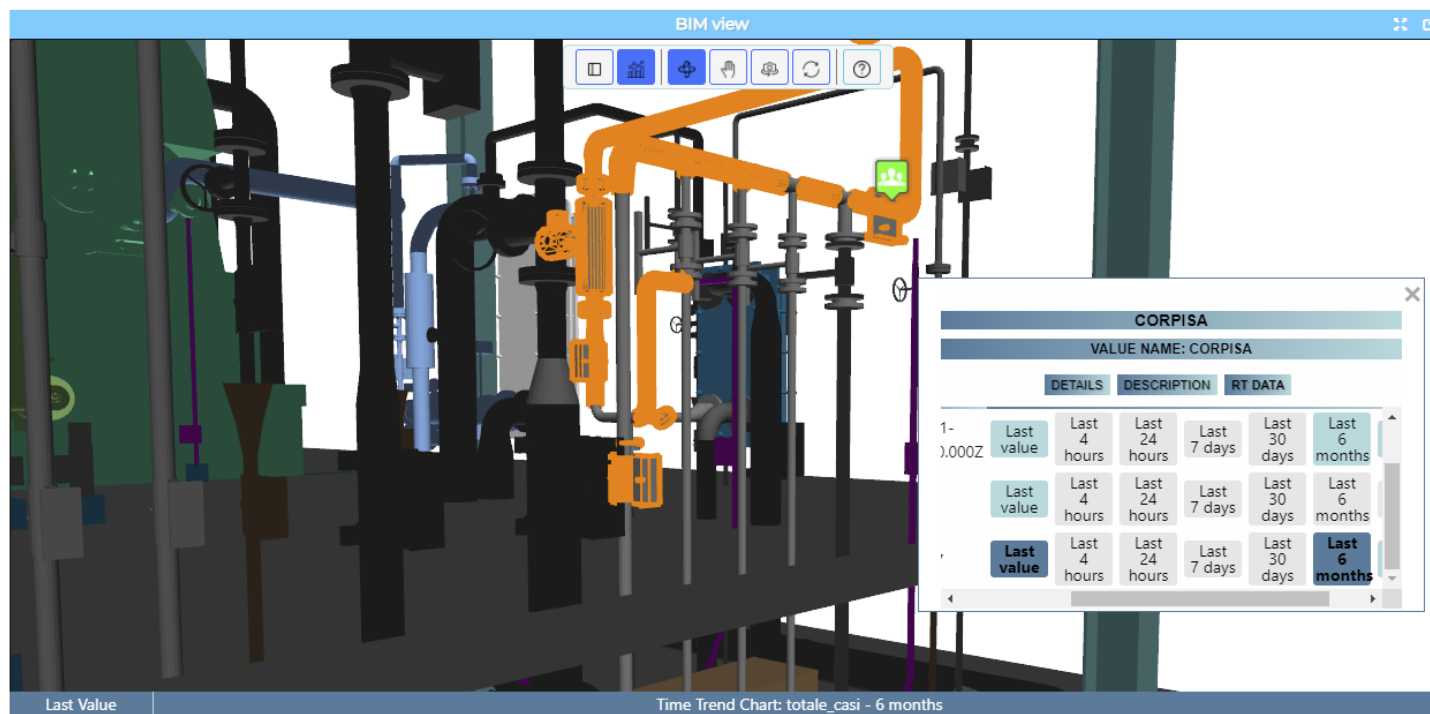 BIM view
CORPISA
VALUE NAME: CORPISA
DETAILS DESCRIPTION RT DATA
1-
0.000Z
Last value
Last 4 hours
Last 24 hours
Last 7 days
Last 30 days
Last 6 months
Last value
Last 4 hours
Last 24 hours
Last 7 days
Last 30 days
Last 6 months
Last value
Last 4 hours
Last 24 hours
Last 7 days
Last 30 days
Last 6 months
Last Value
Time Trend Chart: totale_casi - 6 months